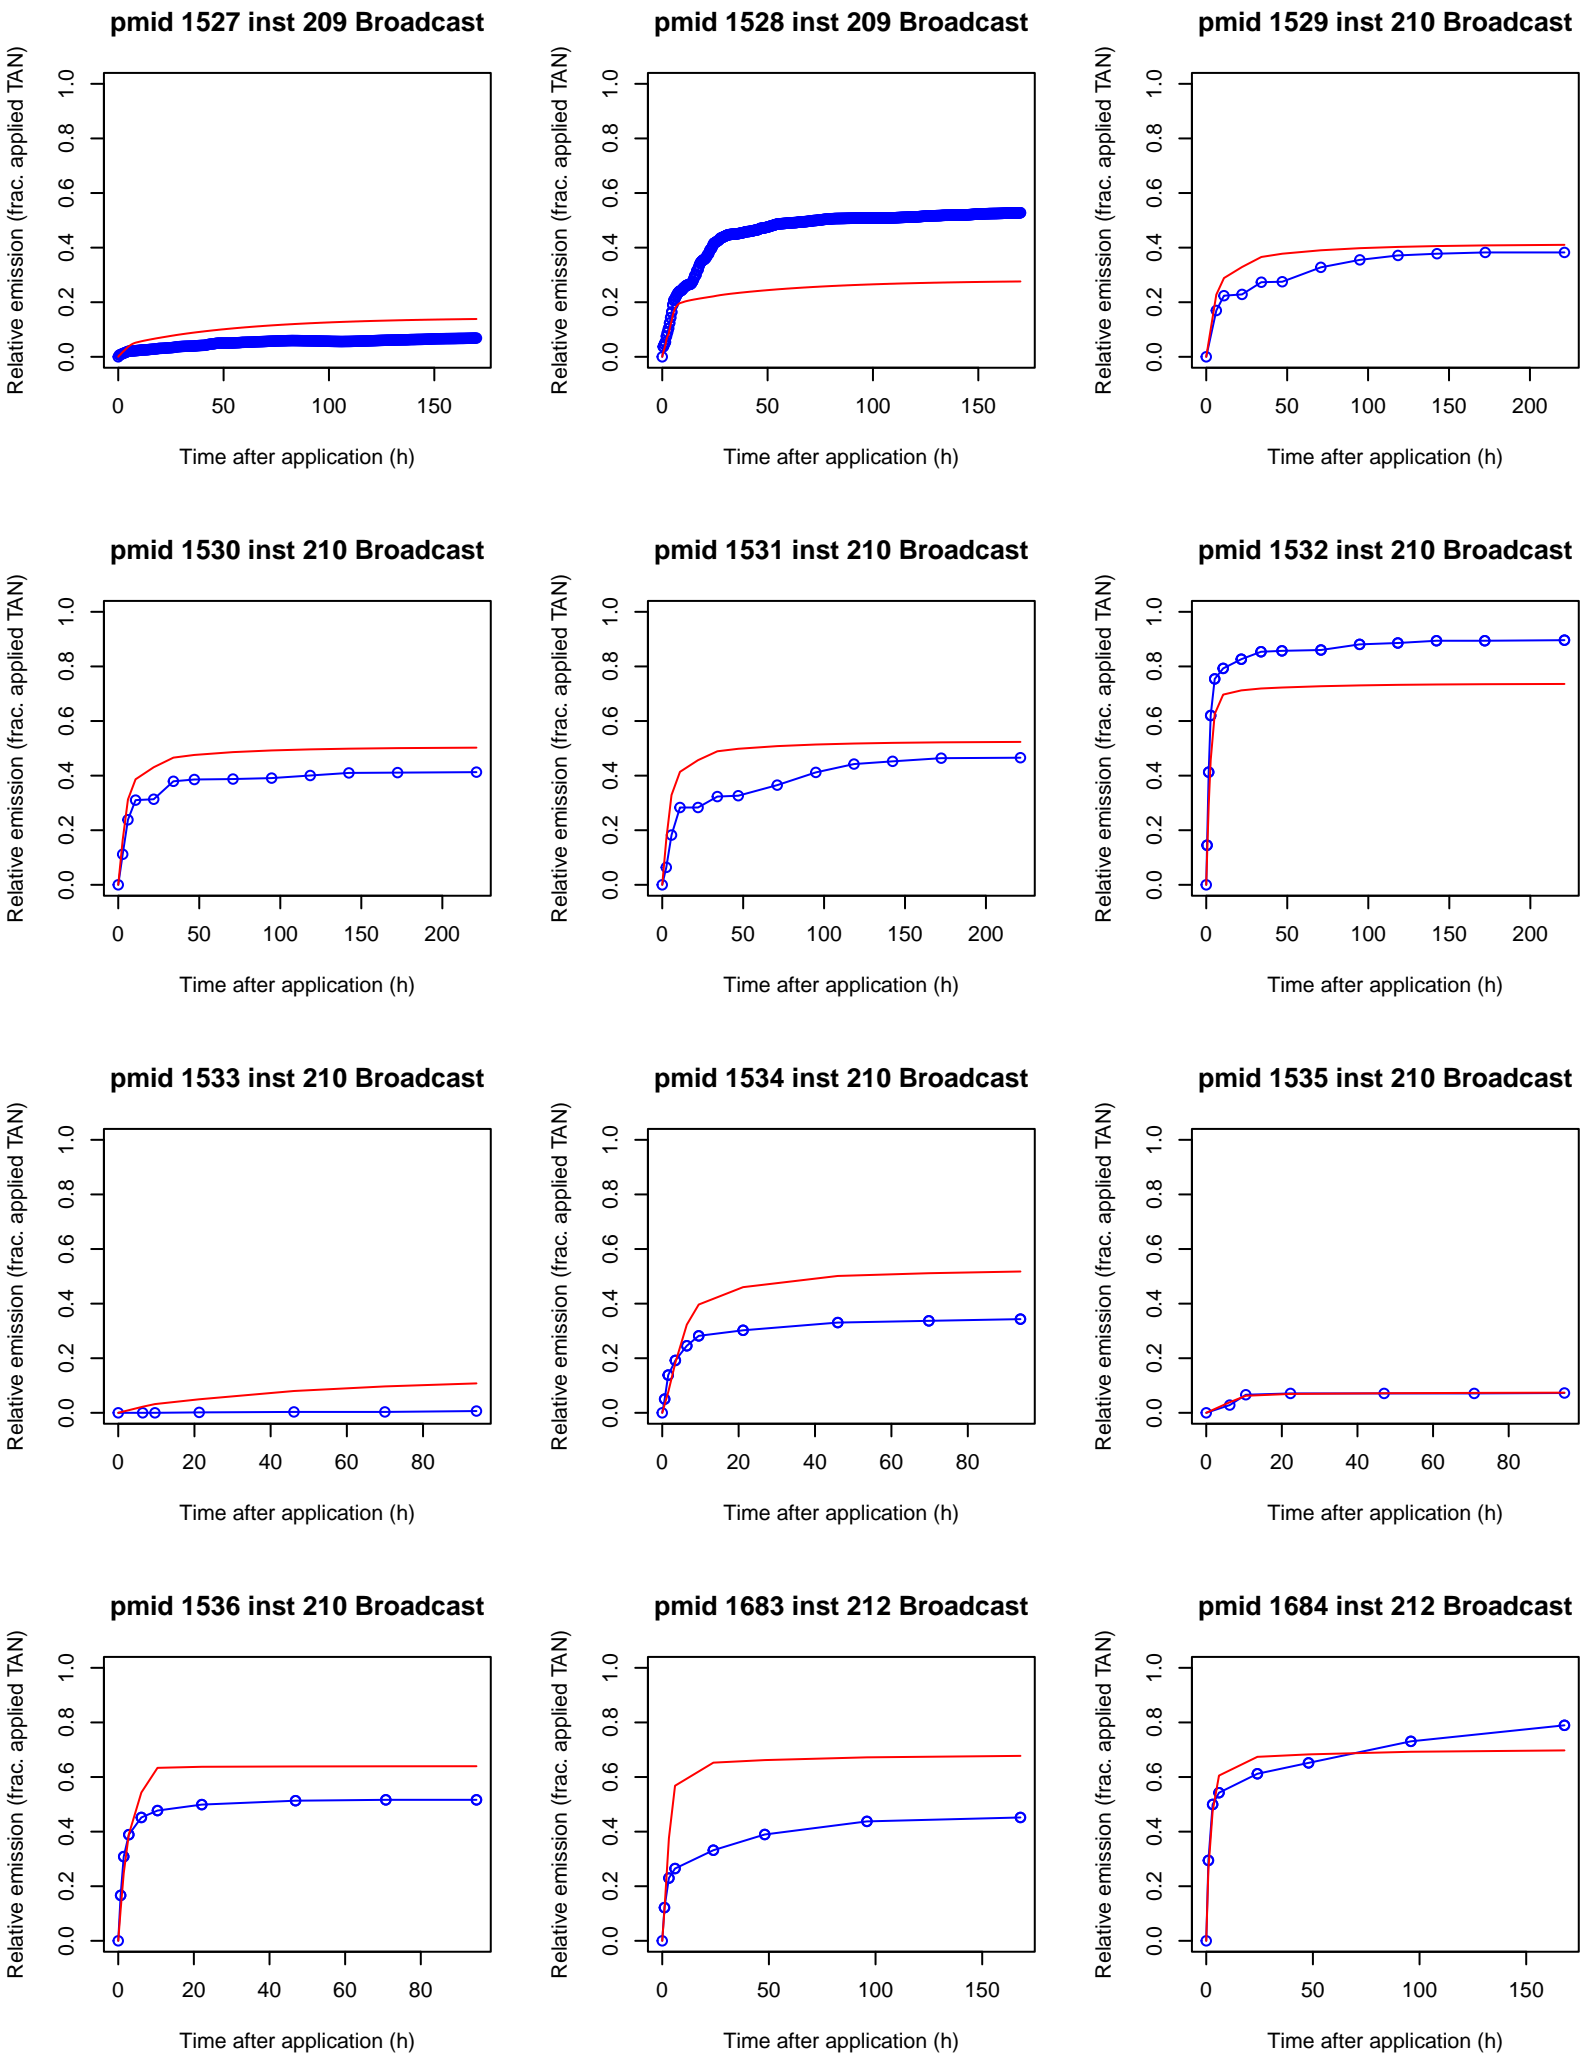 pmid 1527 inst 209 Broadcast
Relative emission (frac. applied TAN)
1.0
0.8
0.6
0.4
0.2
0.0
0 50 100 150
Time after application (h)
pmid 1528 inst 209 Broadcast
Relative emission (frac. applied TAN)
1.0
0.8
0.6
0.4
0.2
0.0
0 50 100 150
Time after application (h)
pmid 1529 inst 210 Broadcast
Relative emission (frac. applied TAN)
1.0
0.8
0.6
0.4
0.2
0.0
0 50 100 150 200
Time after application (h)
pmid 1530 inst 210 Broadcast
Relative emission (frac. applied TAN)
1.0
0.8
0.6
0.4
0.2
0.0
0 50 100 150 200
Time after application (h)
pmid 1531 inst 210 Broadcast
Relative emission (frac. applied TAN)
1.0
0.8
0.6
0.4
0.2
0.0
0 50 100 150 200
Time after application (h)
pmid 1532 inst 210 Broadcast
Relative emission (frac. applied TAN)
1.0
0.8
0.6
0.4
0.2
0.0
0 50 100 150 200
Time after application (h)
pmid 1533 inst 210 Broadcast
Relative emission (frac. applied TAN)
1.0
0.8
0.6
0.4
0.2
0.0
0 20 40 60 80
Time after application (h)
pmid 1534 inst 210 Broadcast
Relative emission (frac. applied TAN)
1.0
0.8
0.6
0.4
0.2
0.0
0 20 40 60 80
Time after application (h)
pmid 1535 inst 210 Broadcast
Relative emission (frac. applied TAN)
1.0
0.8
0.6
0.4
0.2
0.0
0 20 40 60 80
Time after application (h)
pmid 1536 inst 210 Broadcast
Relative emission (frac. applied TAN)
1.0
0.8
0.6
0.4
0.2
0.0
0 20 40 60 80
Time after application (h)
pmid 1683 inst 212 Broadcast
Relative emission (frac. applied TAN)
1.0
0.8
0.6
0.4
0.2
0.0
0 50 100 150
Time after application (h)
pmid 1684 inst 212 Broadcast
Relative emission (frac. applied TAN)
1.0
0.8
0.6
0.4
0.2
0.0
0 50 100 150
Time after application (h)